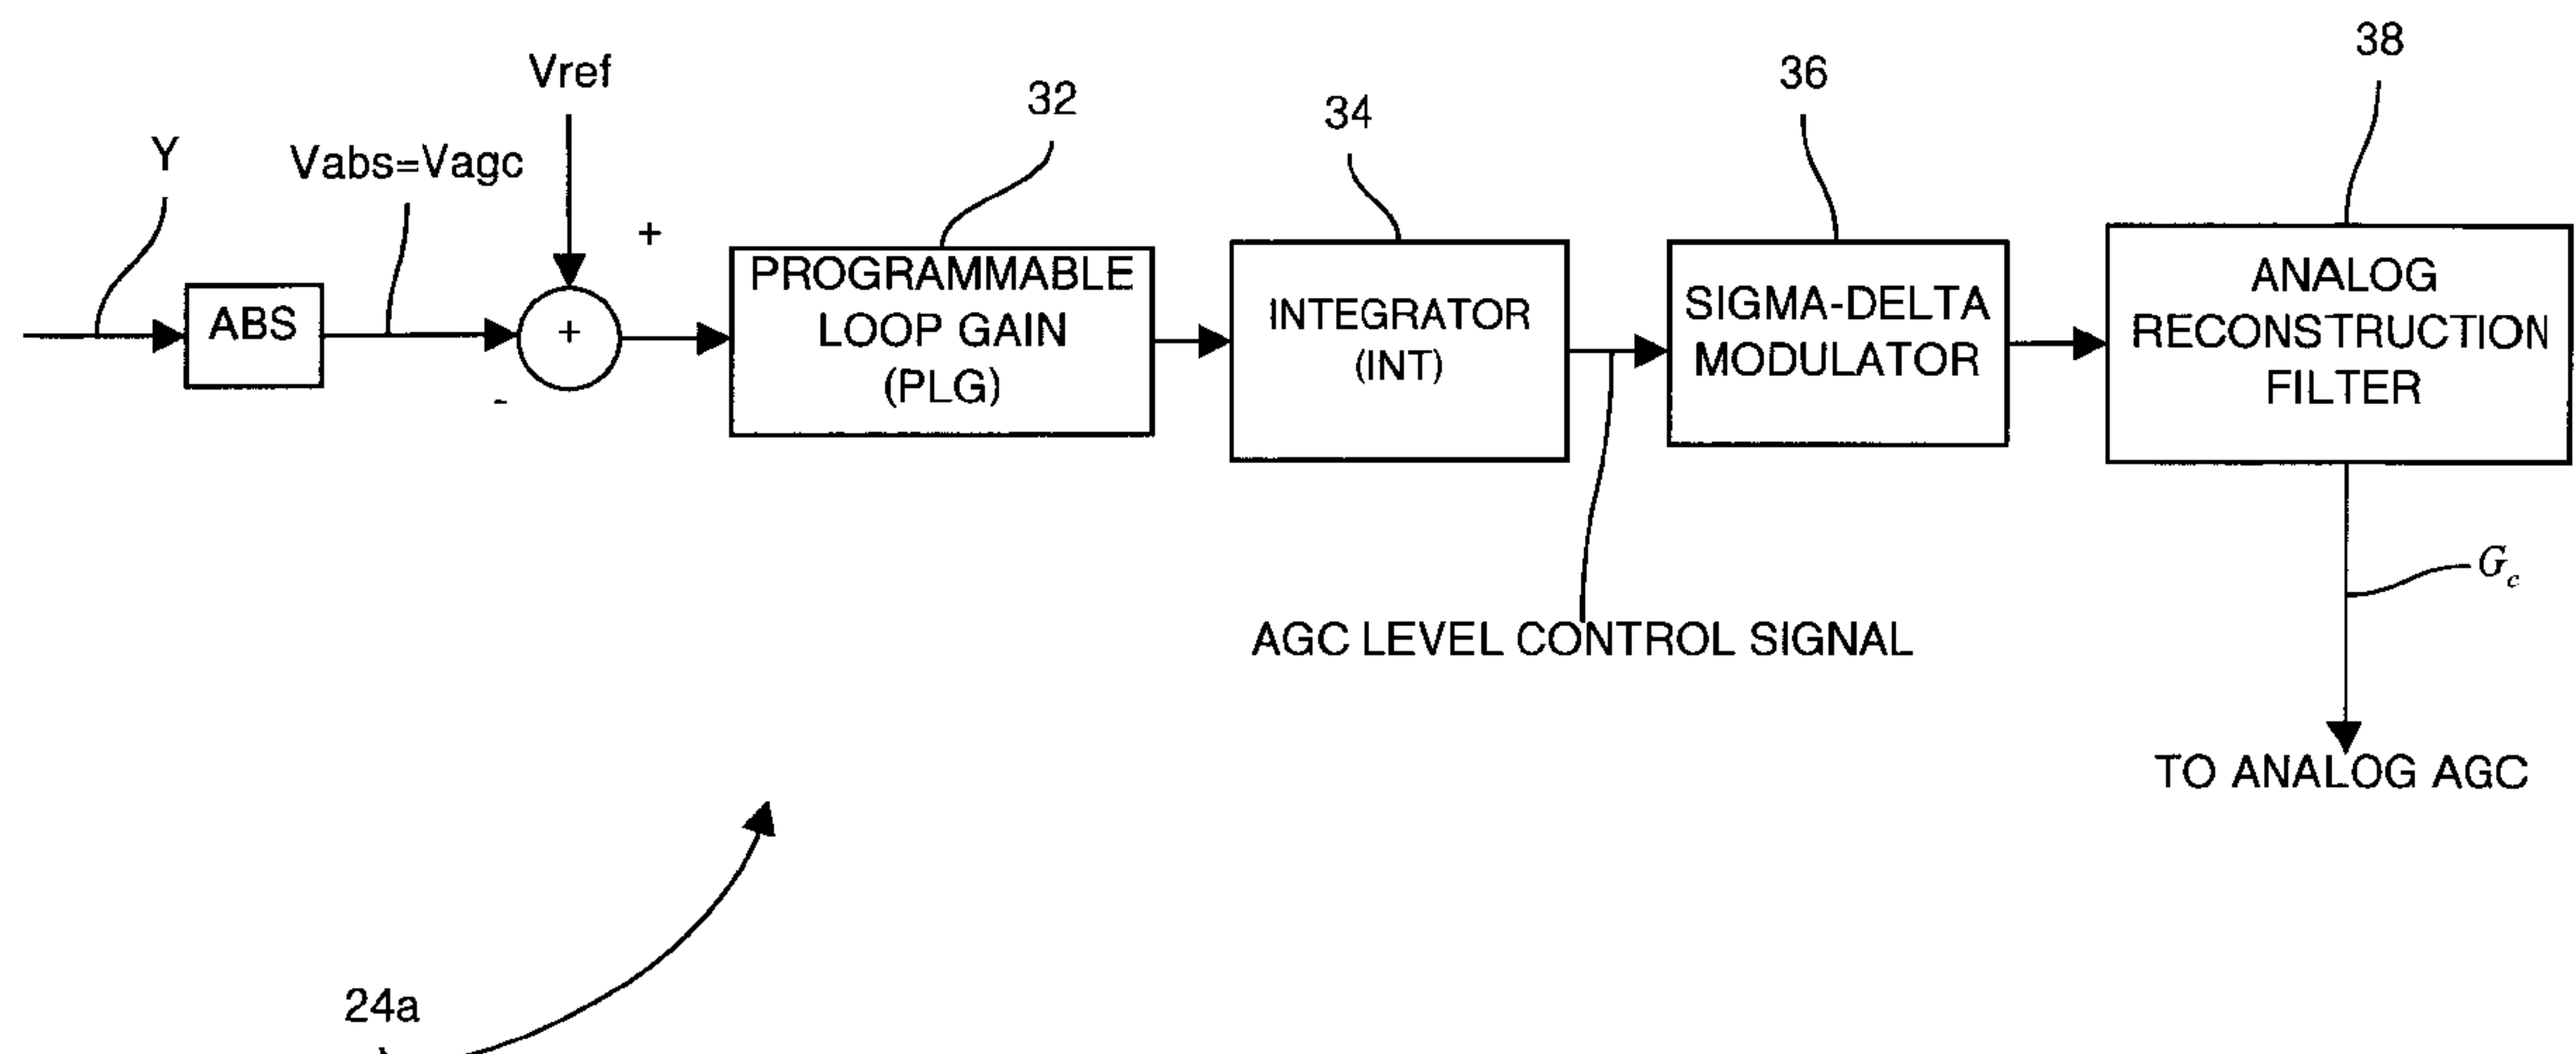 38
36
Vref
32
34
Y
Vabs=Vagc
+
PROGRAMMABLE
LOOP GAIN
(PLG)
ABS
+
-
INTEGRATOR
(INT)
SIGMA-DELTA
MODULATOR
ANALOG
RECONSTRUCTION
FILTER
Gc
AGC LEVEL CONTROL SIGNAL
TO ANALOG AGC
24a